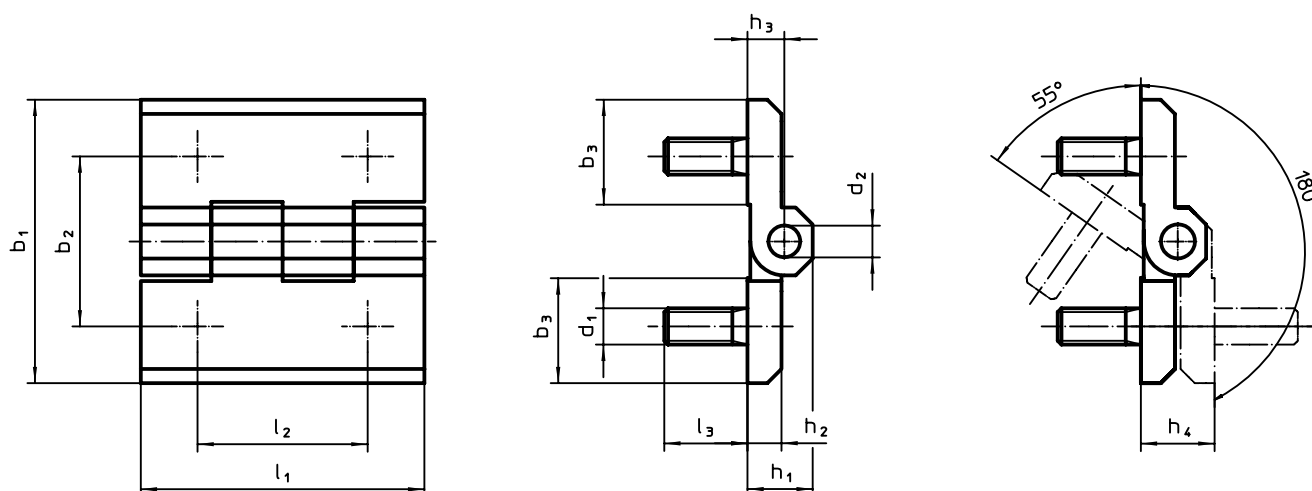 h₃
55°
180
b₃
d₂
b₁
b₂
b₃
d₁
l₂
l₃
h₂
h₄
l₁
h₁